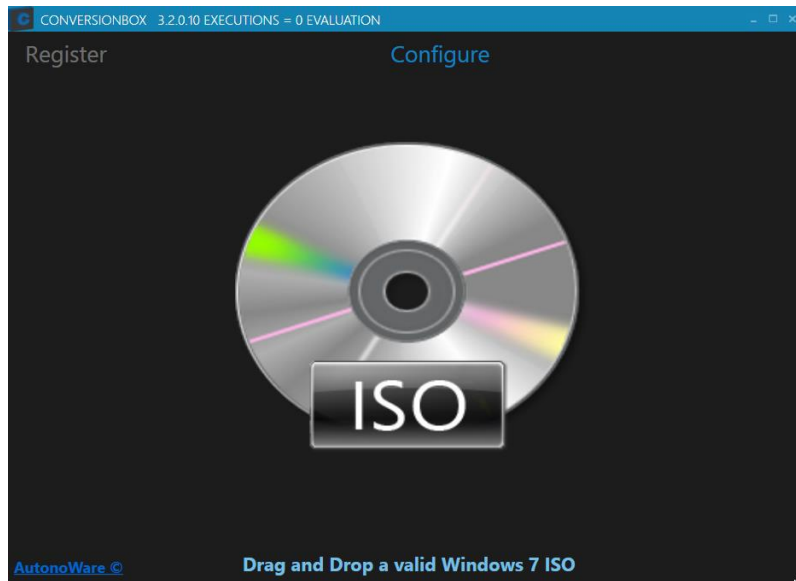 C CONVERSIONBOX 3.2.0.10 EXECUTIONS = 0 EVALUATION
Register Configure
ISO
AutonoWare © Drag and Drop a valid Windows 7 ISO